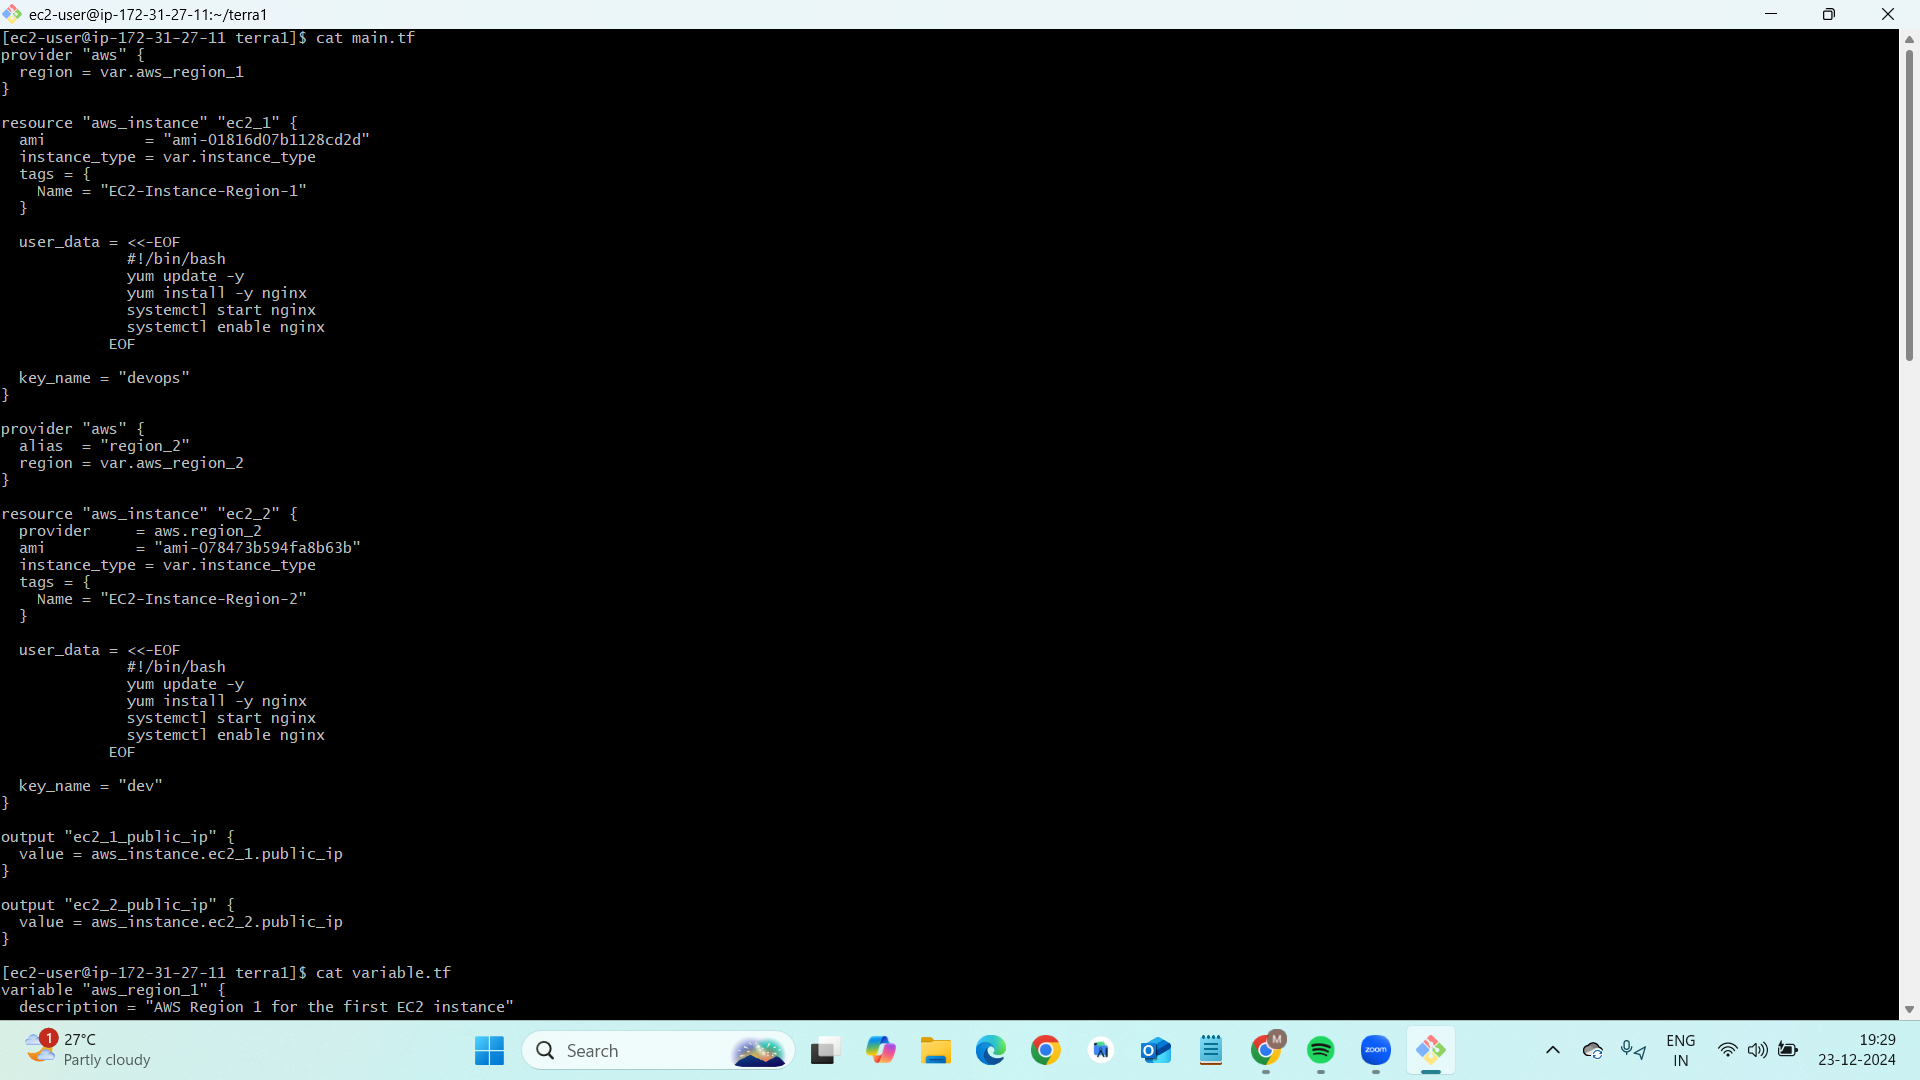 ec2-user@ip-172-31-27-11:~/terra1
[ec2-user@ip-172-31-27-11 terra1]$ cat main.tf
provider "aws" {
  region = var.aws_region_1
}

resource "aws_instance" "ec2_1" {
  ami           = "ami-01816d07b1128cd2d"
  instance_type = var.instance_type
  tags = {
    Name = "EC2-Instance-Region-1"
  }

  user_data = <<-EOF
              #!/bin/bash
              yum update -y
              yum install -y nginx
              systemctl start nginx
              systemctl enable nginx
            EOF

  key_name = "devops"
}

provider "aws" {
  alias  = "region_2"
  region = var.aws_region_2
}

resource "aws_instance" "ec2_2" {
  provider     = aws.region_2
  ami          = "ami-078473b594fa8b63b"
  instance_type = var.instance_type
  tags = {
    Name = "EC2-Instance-Region-2"
  }

  user_data = <<-EOF
              #!/bin/bash
              yum update -y
              yum install -y nginx
              systemctl start nginx
              systemctl enable nginx
            EOF

  key_name = "dev"
}

output "ec2_1_public_ip" {
  value = aws_instance.ec2_1.public_ip
}

output "ec2_2_public_ip" {
  value = aws_instance.ec2_2.public_ip
}

[ec2-user@ip-172-31-27-11 terra1]$ cat variable.tf
variable "aws_region_1" {
  description = "AWS Region 1 for the first EC2 instance"
1
27°C
Partly cloudy
Search
M
zoom
ENG
IN
19:29
23-12-2024